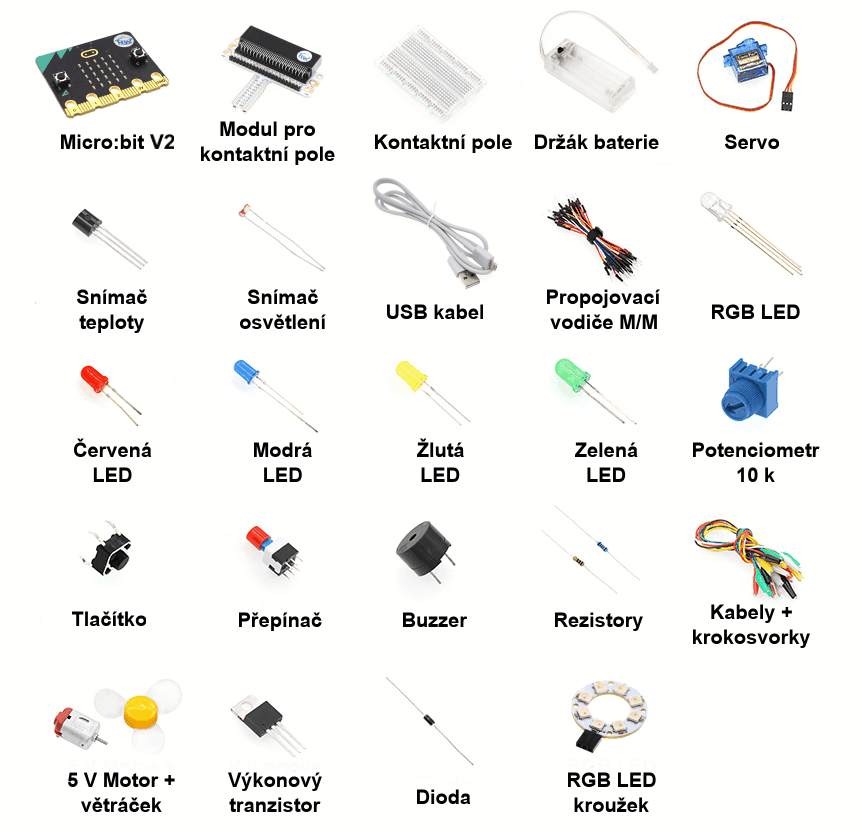 Micro:bit V2
Modul pro
kontaktní pole
Kontaktní pole
Držák baterie
Servo
Snímač
teploty
Snímač
osvětlení
USB kabel
Propojovací
vodiče M/M
RGB LED
Červená
LED
Modrá
LED
Žlutá
LED
Zelená
LED
Potenciometr
10 k
Tlačítko
Přepínač
Buzzer
Rezistory
Kabely +
krokosvorky
5 V Motor +
větráček
Výkonový
tranzistor
Dioda
RGB LED
kroužek